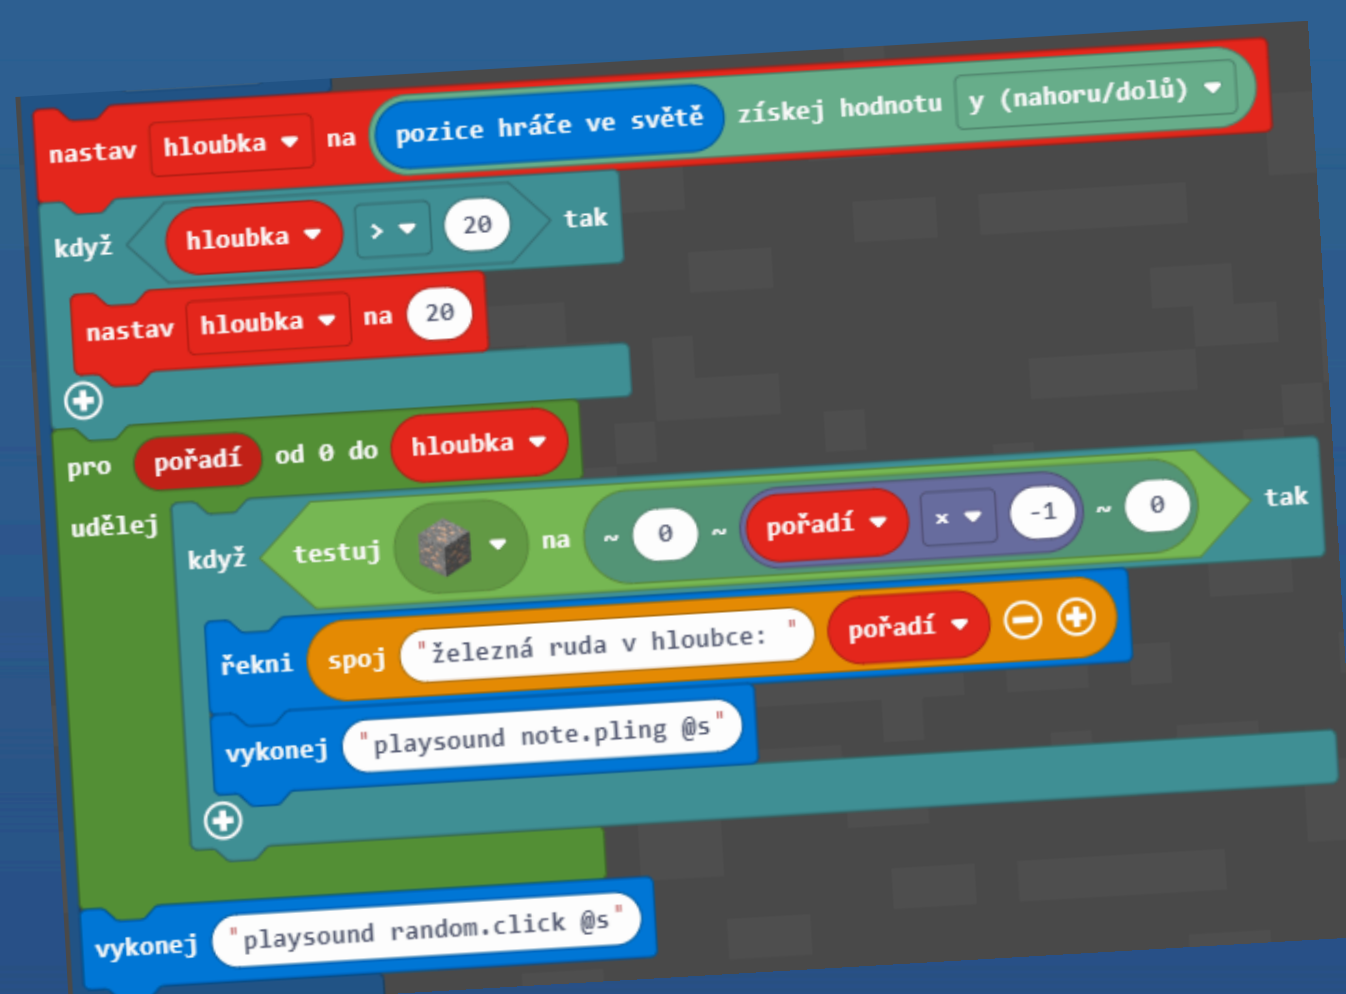 nastav hloubka na pozice hráče ve světě získej hodnotu y (nahoru/dolů)
když hloubka > 20 tak
nastav hloubka na 20
pro pořadí od 0 do hloubka
udělej
když testuj na ~ 0 ~ pořadí × -1 ~ 0 tak
řekni spoj "železná ruda v hloubce: " pořadí
vykonej "playsound note.pling @s"
vykonej "playsound random.click @s"